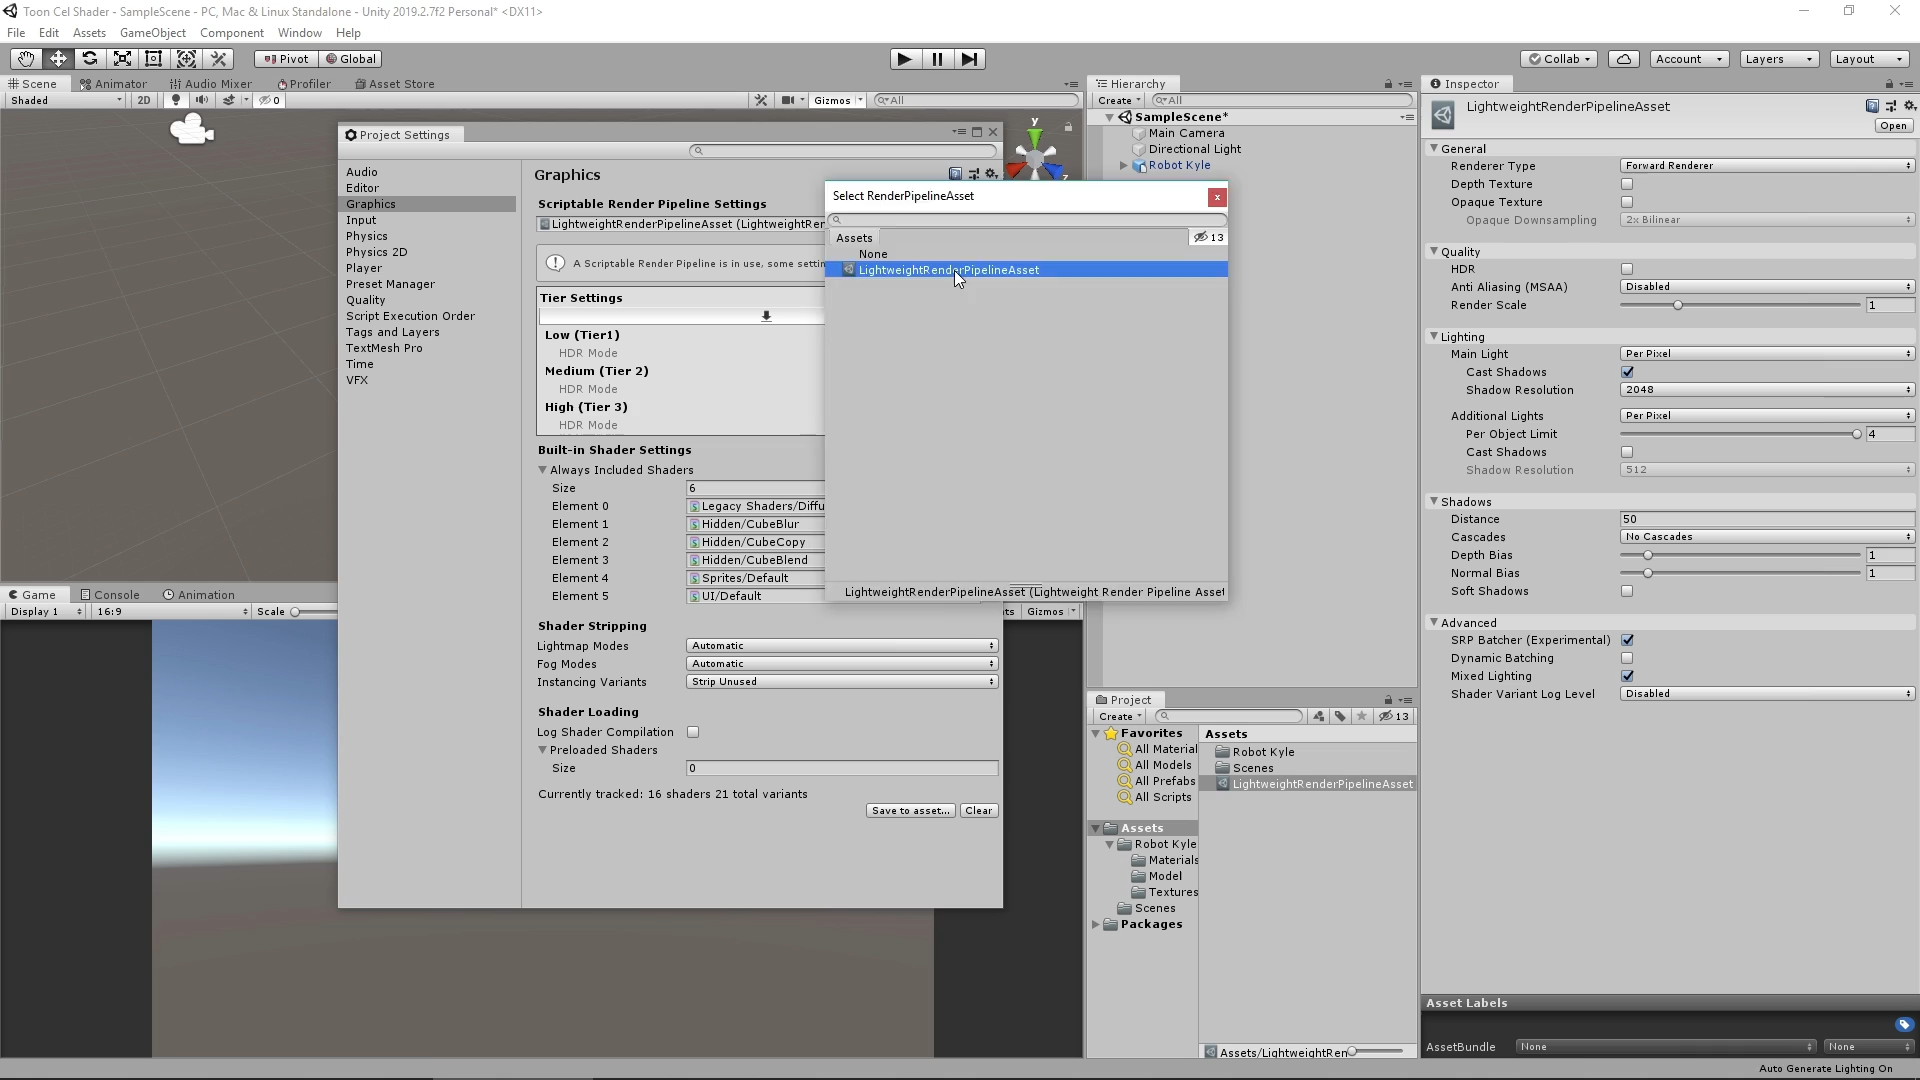 Toon Cel Shader - SampleScene - PC, Mac & Linux Standalone - Unity 2019.2.7f2 Personal* <DX11>
File Edit Assets GameObject Component Window Help
Pivot Global
Collab Account Layers Layout
Scene Animator Audio Mixer Profiler Asset Store
Shaded 2D 0 Gizmos All
Project Settings
Audio
Editor
Graphics
Input
Physics
Physics 2D
Player
Preset Manager
Quality
Script Execution Order
Tags and Layers
TextMesh Pro
Time
VFX
Graphics
Scriptable Render Pipeline Settings
LightweightRenderPipelineAsset (LightweightRer
A Scriptable Render Pipeline is in use, some settin
Tier Settings
Low (Tier1)
HDR Mode
Medium (Tier 2)
HDR Mode
High (Tier 3)
HDR Mode
Built-in Shader Settings
Always Included Shaders
Size 6
Element 0 Legacy Shaders/Diffu
Element 1 Hidden/CubeBlur
Element 2 Hidden/CubeCopy
Element 3 Hidden/CubeBlend
Element 4 Sprites/Default
Element 5 UI/Default
Shader Stripping
Lightmap Modes Automatic
Fog Modes Automatic
Instancing Variants Strip Unused
Shader Loading
Log Shader Compilation
Preloaded Shaders
Size 0
Currently tracked: 16 shaders 21 total variants
Save to asset... Clear
y
z
Select RenderPipelineAsset
x
Assets 13
None
LightweightRenderPipelineAsset
LightweightRenderPipelineAsset (Lightweight Render Pipeline Asset
Game Console Animation
Display 1 16:9 Scale ts Gizmos
Hierarchy
Create All
SampleScene*
Main Camera
Directional Light
Robot Kyle
Project
Create 13
Favorites
All Material
All Models
All Prefabs
All Scripts
Assets
Robot Kyle
Materials
Model
Textures
Scenes
Packages
Assets
Robot Kyle
Scenes
LightweightRenderPipelineAsset
Assets/LightweightRen
Inspector
LightweightRenderPipelineAsset
Open
General
Renderer Type Forward Renderer
Depth Texture
Opaque Texture
Opaque Downsampling 2x Bilinear
Quality
HDR
Anti Aliasing (MSAA) Disabled
Render Scale 1
Lighting
Main Light Per Pixel
Cast Shadows
Shadow Resolution 2048
Additional Lights Per Pixel
Per Object Limit 4
Cast Shadows
Shadow Resolution 512
Shadows
Distance 50
Cascades No Cascades
Depth Bias 1
Normal Bias 1
Soft Shadows
Advanced
SRP Batcher (Experimental)
Dynamic Batching
Mixed Lighting
Shader Variant Log Level Disabled
Asset Labels
AssetBundle None None
Auto Generate Lighting On